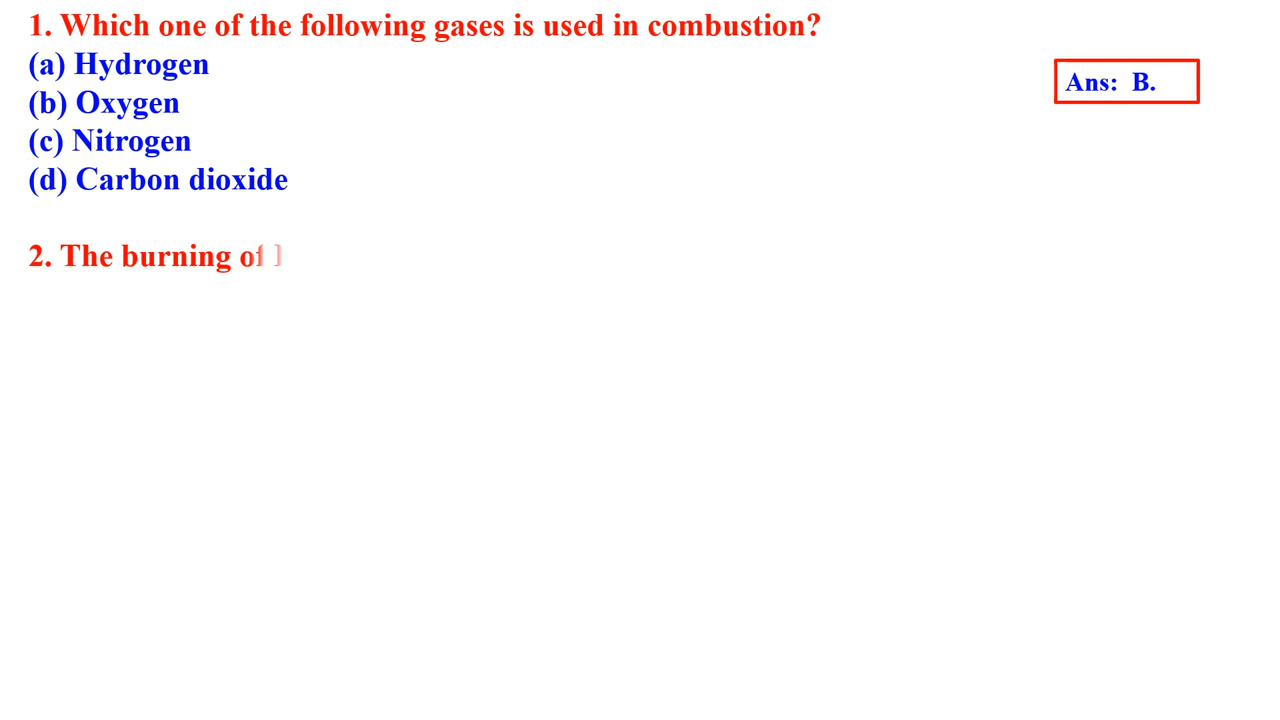 1. Which one of the following gases is used in combustion?
(a) Hydrogen
Ans: B.
(b) Oxygen
(c) Nitrogen
(d) Carbon dioxide
2. The burning of